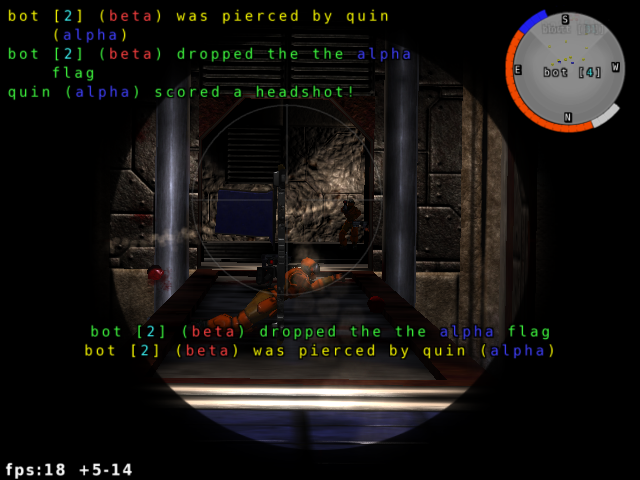 bot [2] (beta) was pierced by quin
(alpha)
bot [2] (beta) dropped the the alpha
flag
quin (alpha) scored a headshot!
S
E
W
bot [4]
N
bot [2] (beta) dropped the the alpha flag
bot [2] (beta) was pierced by quin (alpha)
fps:18 +5-14